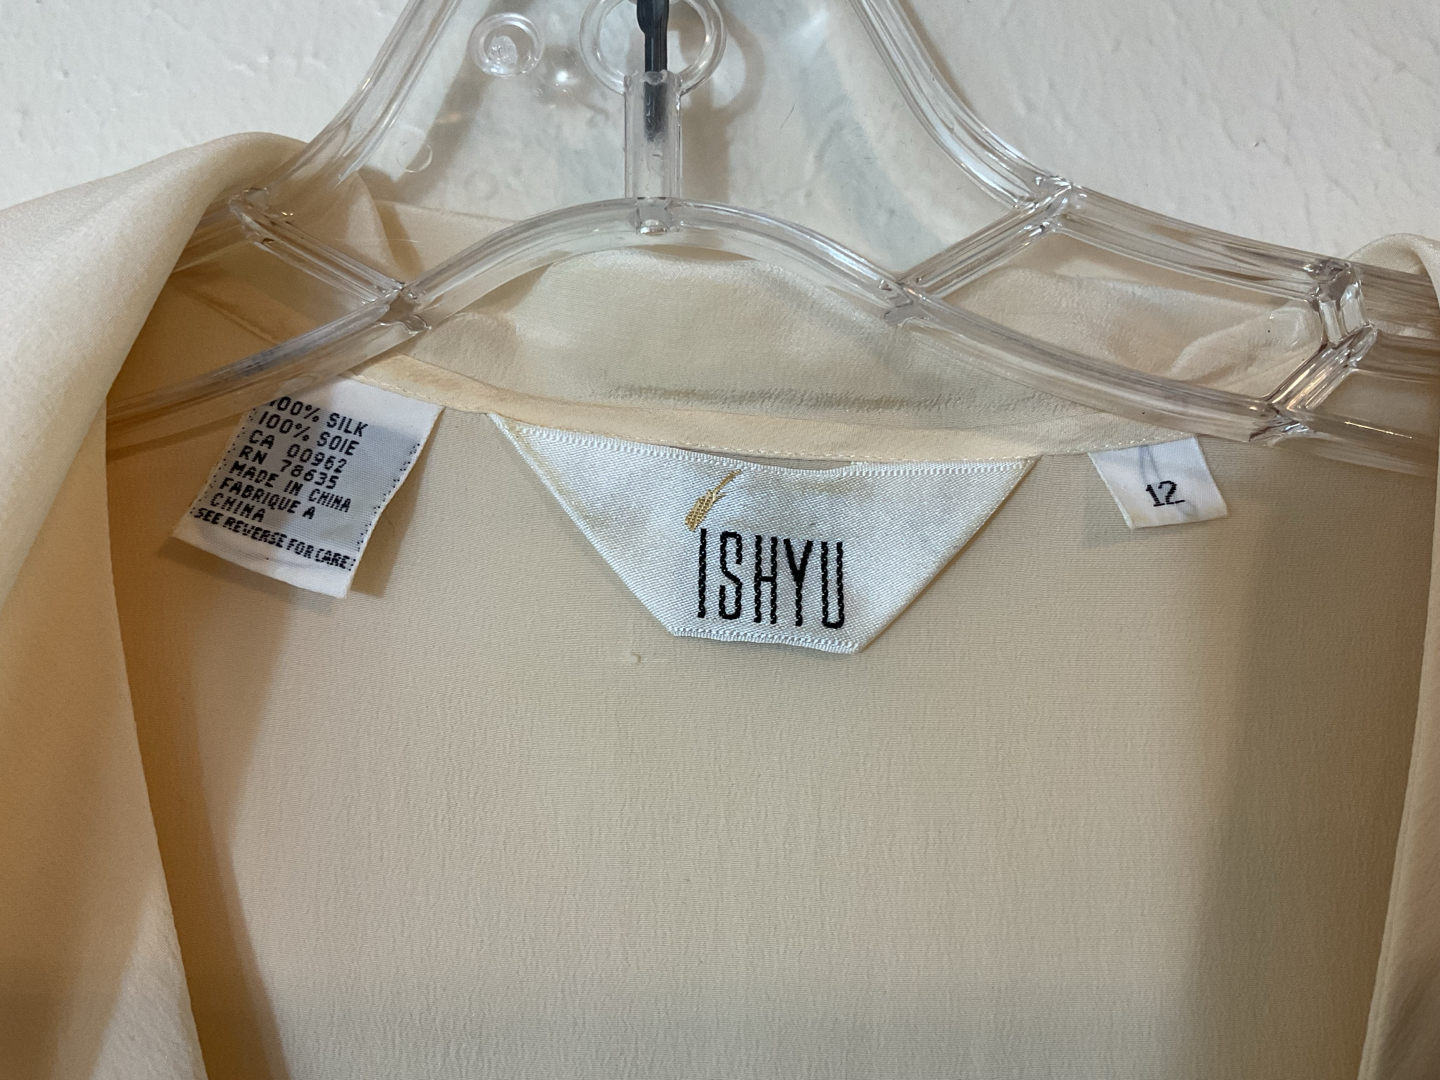 100% SILK
100% SOIE
CA 00962
RN 78635
MADE IN CHINA
FABRIQUE A
CHINA
SEE REVERSE FOR CARE
ISHYU
12